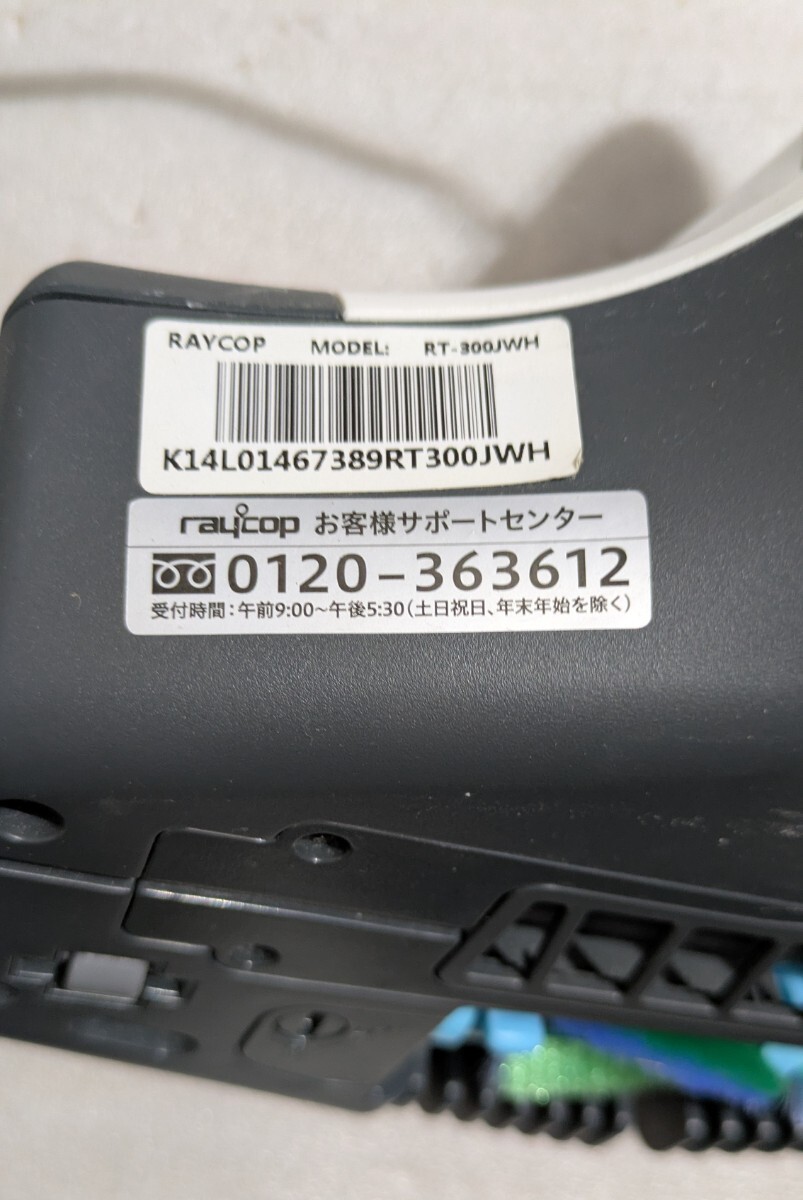 RAYCOP MODEL: RT-300JWH
K14L01467389RT300JWH
raycop お客様サポートセンター
0120-363612
受付時間:午前9:00~午後5:30(土日祝日、年末年始を除く)